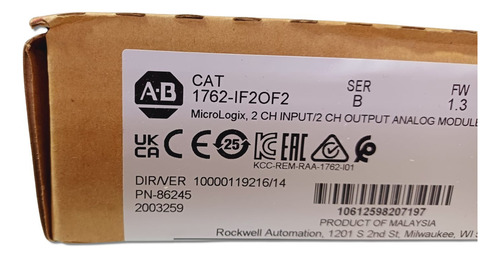 A-B
CAT SER FW
1762-IF2OF2 B 1.3
MicroLogix, 2 CH INPUT/2 CH OUTPUT ANALOG MODULE
UK CA CE 25 EAC
KCC-REM-RAA-1762-I01
DIR/VER 10000119216/14
PN-86245
2003259
10612598207197
PRODUCT OF MALAYSIA
Rockwell Automation, 1201 S 2nd St, Milwaukee, WI